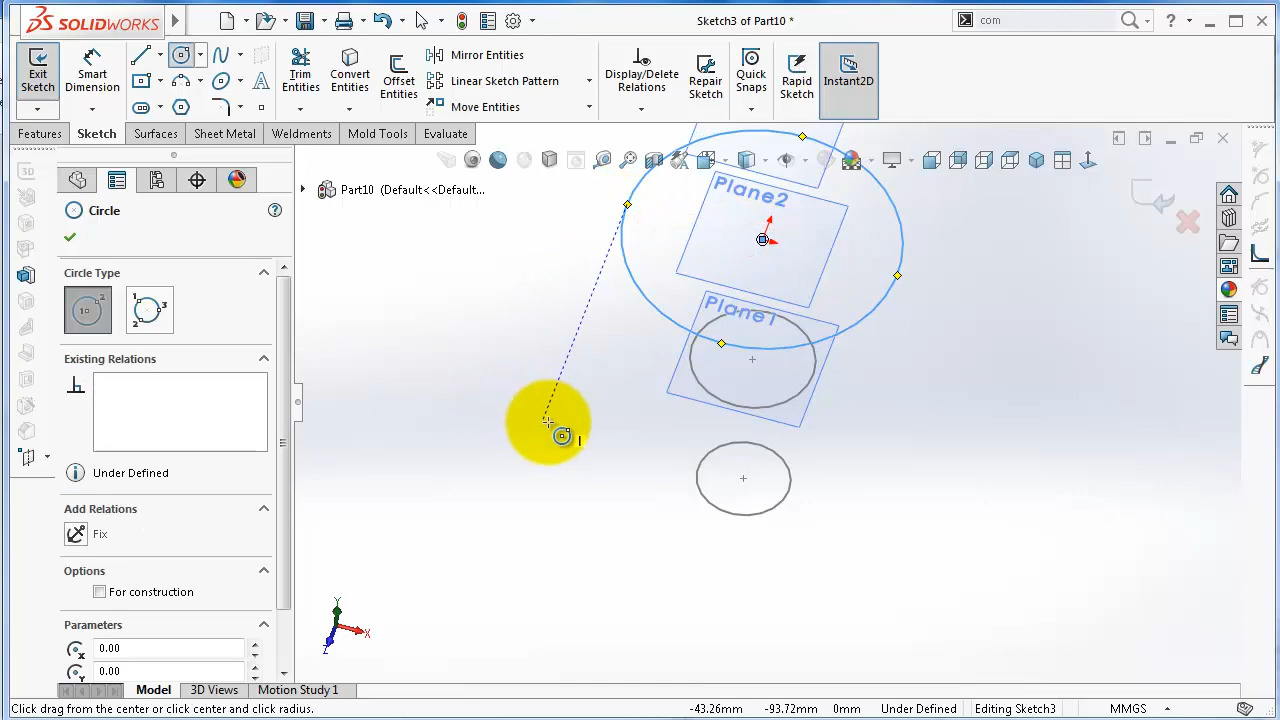 SOLIDWORKS
Sketch3 of Part10 *
com
?
Exit Sketch
Smart Dimension
Trim Entities
Convert Entities
Offset Entities
Mirror Entities
Linear Sketch Pattern
Move Entities
Display/Delete Relations
Repair Sketch
Quick Snaps
Rapid Sketch
Instant2D
Features
Sketch
Surfaces
Sheet Metal
Weldments
Mold Tools
Evaluate
Part10 (Default<<Default...
Circle
?
Circle Type
Existing Relations
Under Defined
Add Relations
Fix
Options
For construction
Parameters
0.00
0.00
Plane2
Plane1
Y
X
Z
Model
3D Views
Motion Study 1
Click drag from the center or click center and click radius.
-43.26mm
-93.72mm
0mm
Under Defined
Editing Sketch3
MMGS